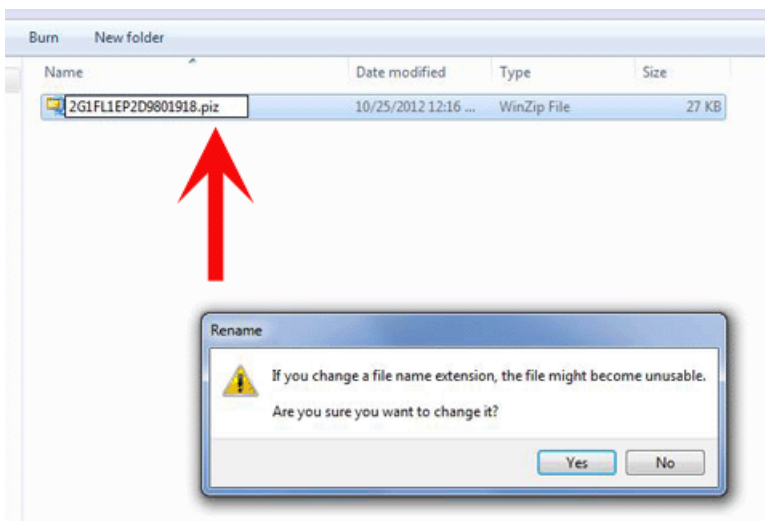 Burn New folder
Name Date modified Type Size
2G1FL1EP2D9801918.piz 10/25/2012 12:16 ... WinZip File 27 KB
Rename
If you change a file name extension, the file might become unusable.
Are you sure you want to change it?
Yes No